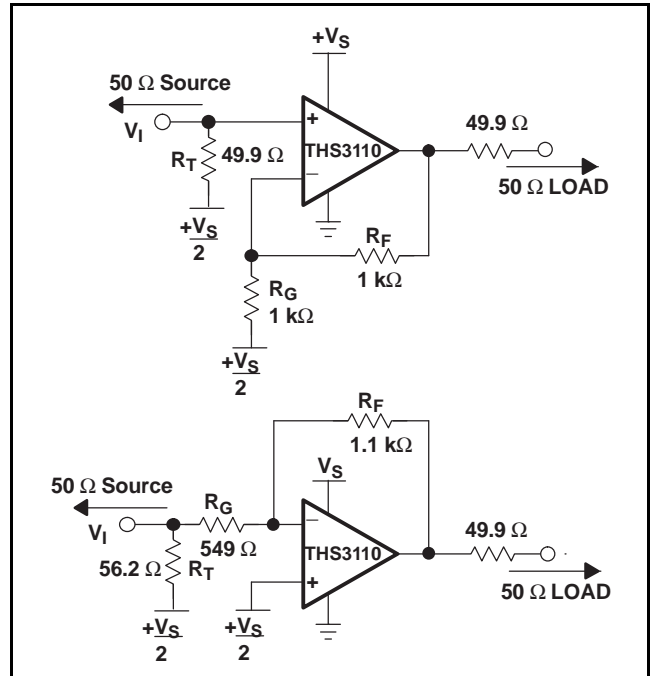 +VS
50 Ω Source
VI
+
THS3110
−
49.9 Ω
RT
49.9 Ω
50 Ω LOAD
+VS
2
RF
1 kΩ
RG
1 kΩ
+VS
2
RF
1.1 kΩ
50 Ω Source
VS
RG
VI
549 Ω
−
THS3110
+
49.9 Ω
56.2 Ω
RT
50 Ω LOAD
+VS
2
+VS
2